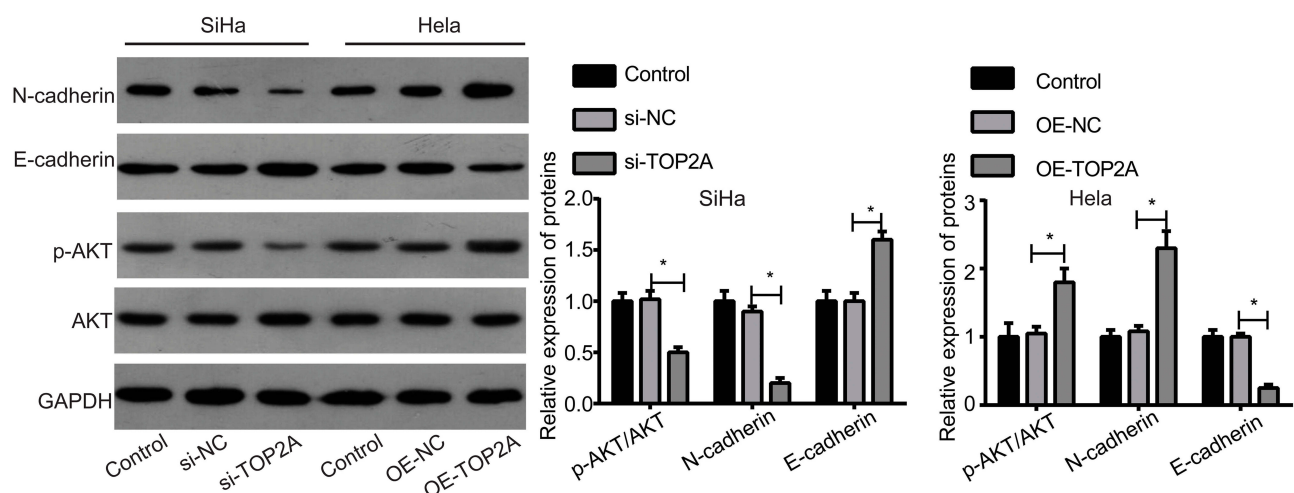 SiHa Hela
N-cadherin
E-cadherin
p-AKT
AKT
GAPDH
Control si-NC si-TOP2A Control OE-NC OE-TOP2A
Control
si-NC
si-TOP2A
SiHa
Relative expression of proteins
2.0
1.5
1.0
0.5
0.0
* * *
p-AKT/AKT N-cadherin E-cadherin
Control
OE-NC
OE-TOP2A
Hela
Relative expression of proteins
3
2
1
0
* * *
p-AKT/AKT N-cadherin E-cadherin